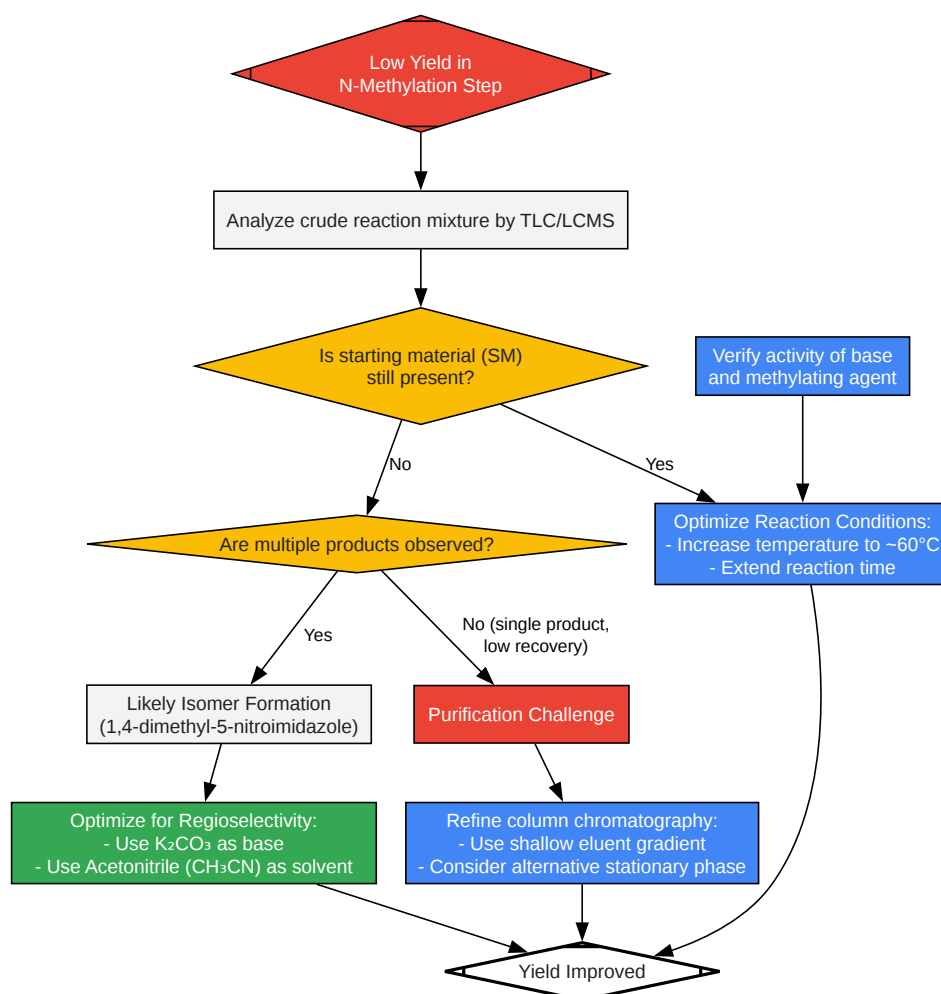 Low Yield in
N-Methylation Step
Analyze crude reaction mixture by TLC/LCMS
Is starting material (SM)
still present?
Verify activity of base
and methylating agent
No
Yes
Optimize Reaction Conditions:
- Increase temperature to ~60°C
- Extend reaction time
Are multiple products observed?
Yes
No (single product,
low recovery)
Likely Isomer Formation
(1,4-dimethyl-5-nitroimidazole)
Purification Challenge
Optimize for Regioselectivity:
- Use K₂CO₃ as base
- Use Acetonitrile (CH₃CN) as solvent
Refine column chromatography:
- Use shallow eluent gradient
- Consider alternative stationary phase
Yield Improved